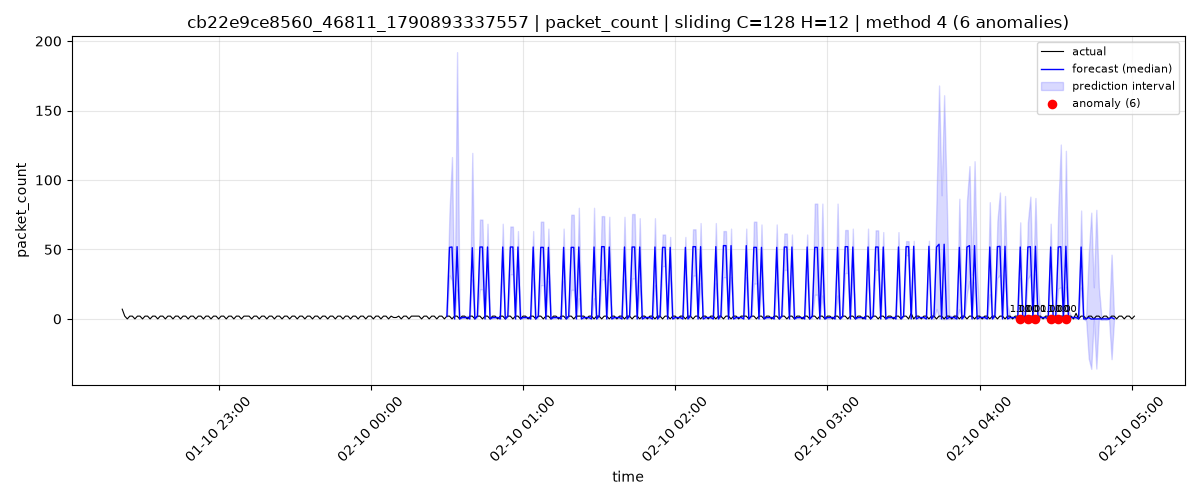 cb22e9ce8560_46811_1790893337557 | packet_count | sliding C=128 H=12 | method 4 (6 anomalies)
actual
forecast (median)
prediction interval
anomaly (6)
packet_count
200
150
100
50
0
01-10 23:00
02-10 00:00
02-10 01:00
02-10 02:00
02-10 03:00
02-10 04:00
02-10 05:00
time